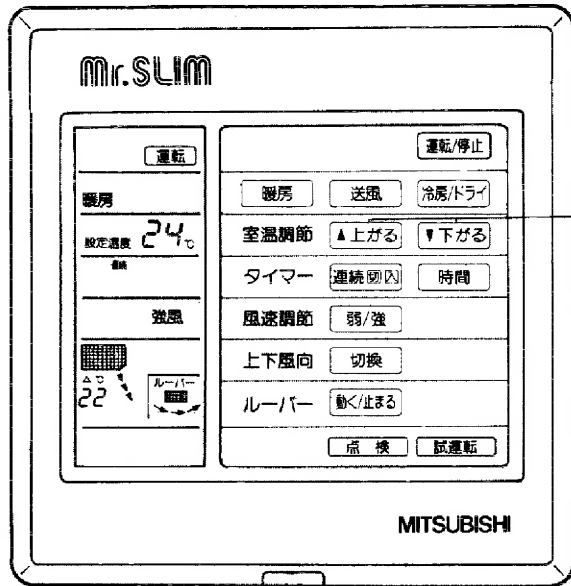 Mr.SLIM
運転
運転/停止
暖房
暖房 送風 冷房/ドライ
設定温度 24℃
室温調節 ▲上がる ▼下がる
連続
タイマー 連続切入 時間
強風
風速調節 弱/強
上下風向 切換
△℃
22
ルーバー
ルーバー 動く/止まる
点検 試運転
MITSUBISHI